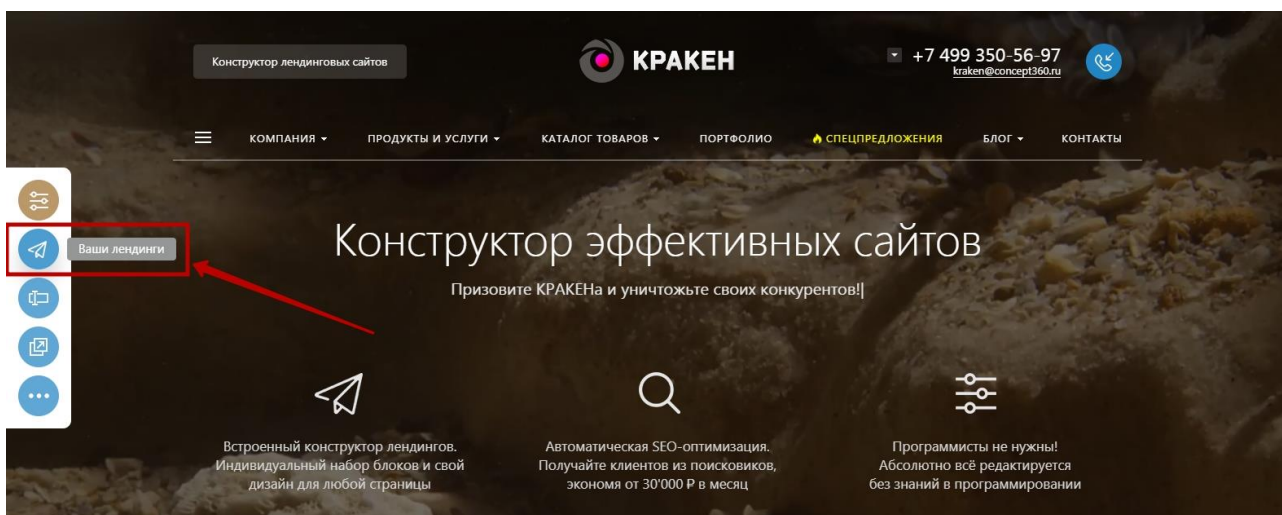 Конструктор лендинговых сайтов
КРАКЕН
+7 499 350-56-97
kraken@concept360.ru
КОМПАНИЯ
ПРОДУКТЫ И УСЛУГИ
КАТАЛОГ ТОВАРОВ
ПОРТФОЛИО
СПЕЦПРЕДЛОЖЕНИЯ
БЛОГ
КОНТАКТЫ
Ваши лендинги
Конструктор эффективных сайтов
Призовите КРАКЕНа и уничтожьте своих конкурентов!|
Встроенный конструктор лендингов.
Индивидуальный набор блоков и свой
дизайн для любой страницы
Автоматическая SEO-оптимизация.
Получайте клиентов из поисковиков,
экономя от 30'000 ₽ в месяц
Программисты не нужны!
Абсолютно всё редактируется
без знаний в программировании